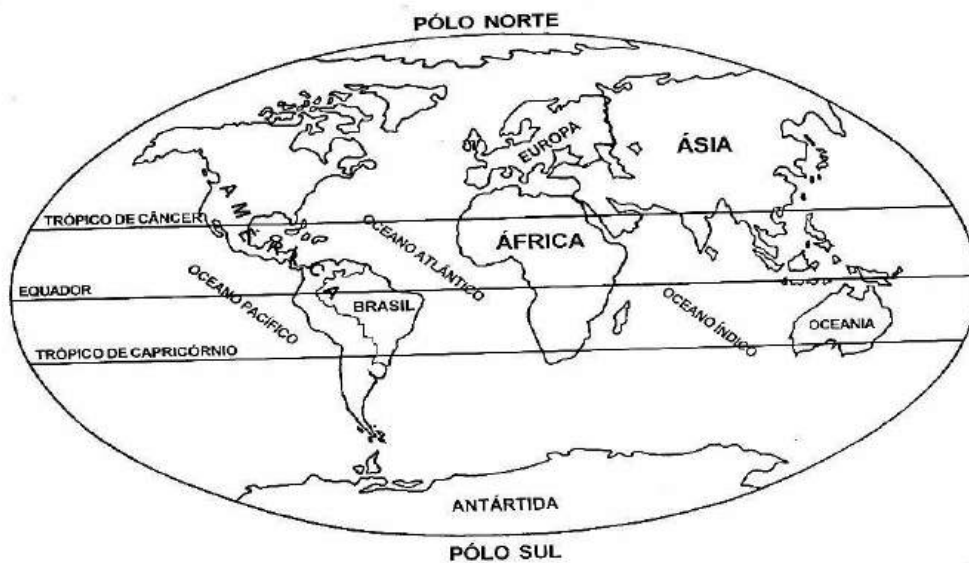 PÓLO NORTE
EUROPA
ÁSIA
AMÉRICA
TRÓPICO DE CÂNCER
OCEANO ATLÁNTICO
ÁFRICA
OCEANO PACÍFICO
EQUADOR
BRASIL
OCEANO ÍNDICO
OCEANIA
TRÓPICO DE CAPRICÓRNIO
ANTÁRTIDA
PÓLO SUL